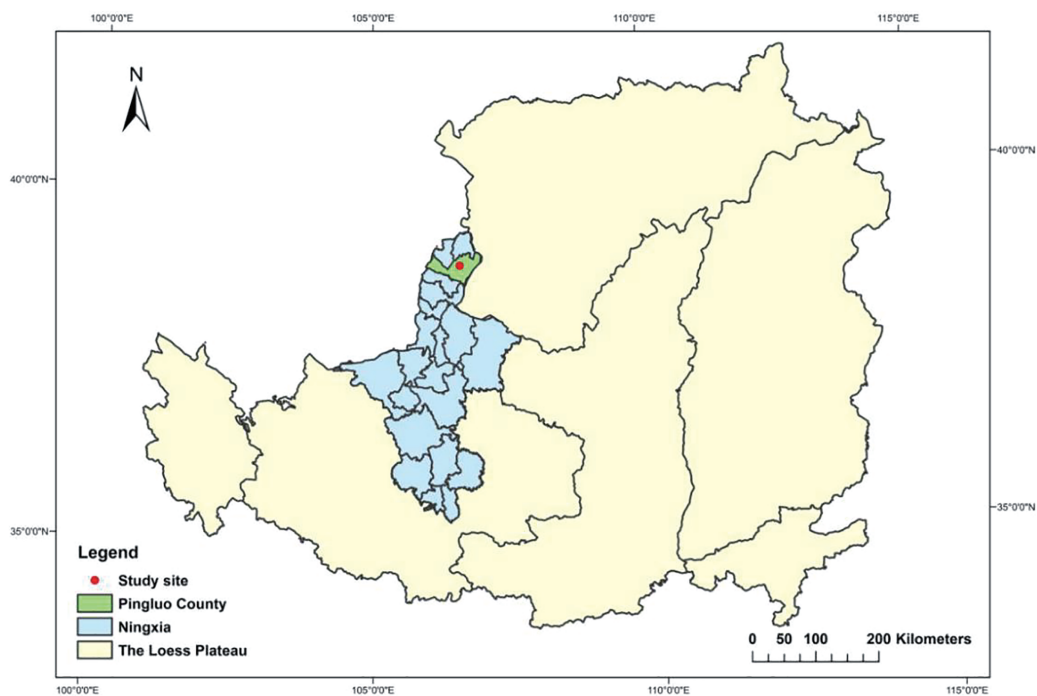 100°0'0"E 105°0'0"E 110°0'0"E 115°0'0"E
N
40°0'0"N
40°0'0"N
35°0'0"N
35°0'0"N
Legend
Study site
Pingluo County
Ningxia
The Loess Plateau
0 50 100 200 Kilometers
100°0'0"E 105°0'0"E 110°0'0"E 115°0'0"E